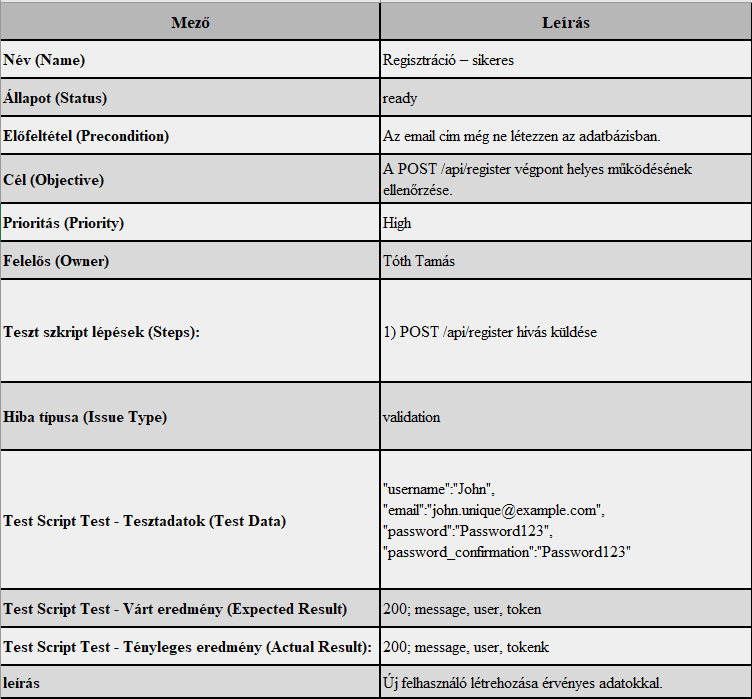 Mező Leírás
Név (Name) Regisztráció – sikeres
Állapot (Status) ready
Előfeltétel (Precondition) Az email cím még ne létezzen az adatbázisban.
Cél (Objective) A POST /api/register végpont helyes működésének
ellenőrzése.
Prioritás (Priority) High
Felelős (Owner) Tóth Tamás
Teszt szkript lépések (Steps): 1) POST /api/register hívás küldése
Hiba típusa (Issue Type) validation
Test Script Test - Tesztadatok (Test Data) "username":"John",
"email":"john.unique@example.com",
"password":"Password123",
"password_confirmation":"Password123"
Test Script Test - Várt eredmény (Expected Result) 200; message, user, token
Test Script Test - Tényleges eredmény (Actual Result): 200; message, user, tokenk
leírás Új felhasználó létrehozása érvényes adatokkal.